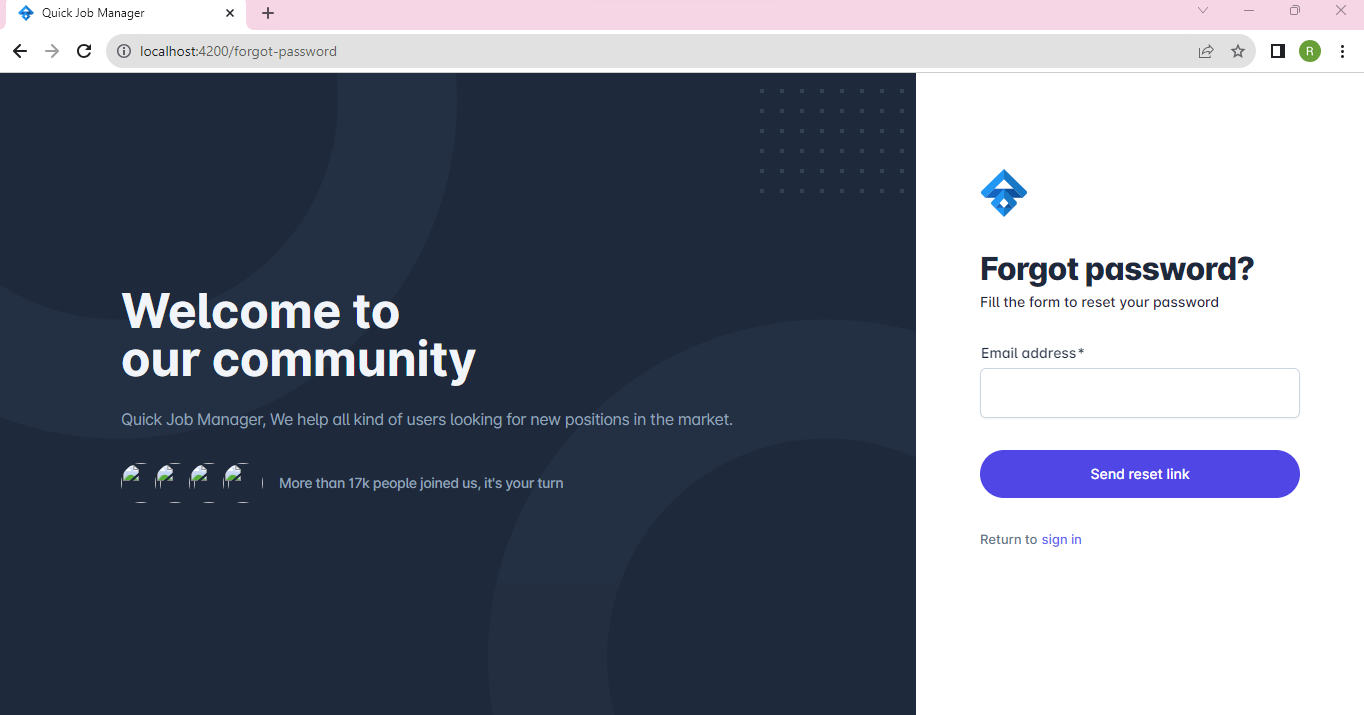 Quick Job Manager
localhost:4200/forgot-password
R
Welcome to
our community
Quick Job Manager, We help all kind of users looking for new positions in the market.
More than 17k people joined us, it's your turn
Forgot password?
Fill the form to reset your password
Email address*
Send reset link
Return to sign in